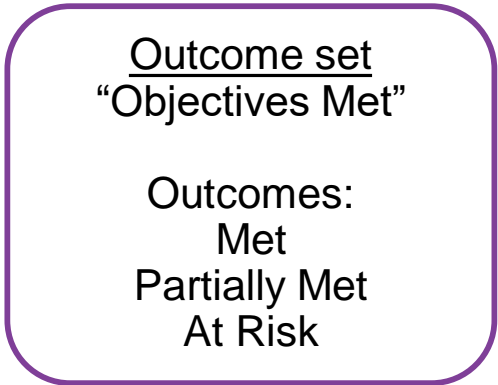 Outcome set
“Objectives Met”
Outcomes:
Met
Partially Met
At Risk